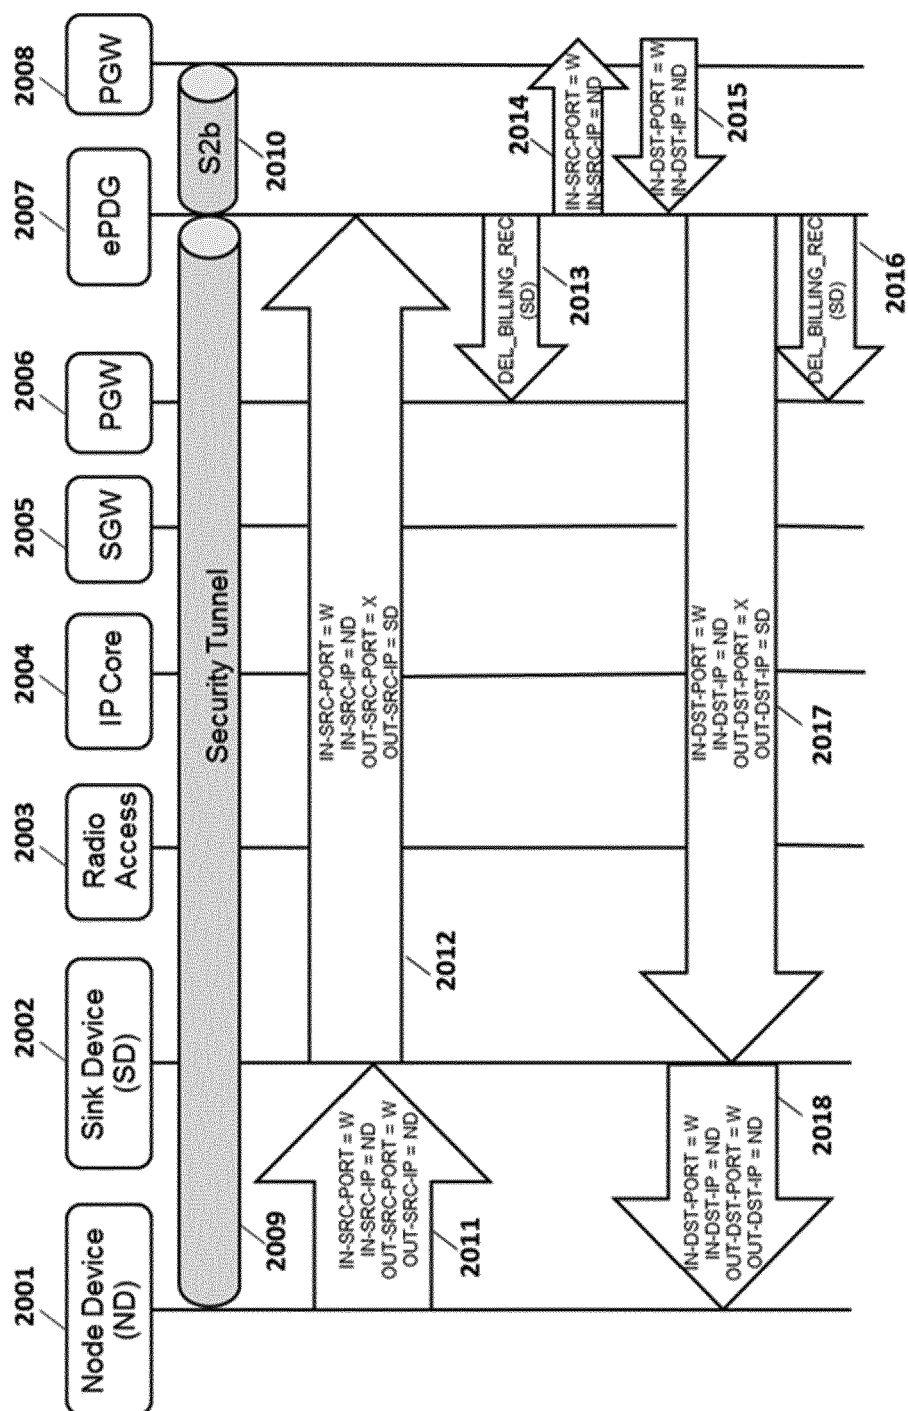 2001
2002
2003
2004
2005
2006
2007
2008
Node Device
(ND)
Sink Device
(SD)
Radio
Access
IP Core
SGW
PGW
ePDG
PGW
Security Tunnel
S2b
2009
2010
IN-SRC-PORT = W
IN-SRC-IP = ND
OUT-SRC-PORT = W
OUT-SRC-IP = ND
2011
IN-SRC-PORT = W
IN-SRC-IP = ND
OUT-SRC-PORT = X
OUT-SRC-IP = SD
2012
DEL_BILLING_REC
(SD)
2013
IN-SRC-PORT = W
IN-SRC-IP = ND
2014
IN-DST-PORT = W
IN-DST-IP = ND
2015
DEL_BILLING_REC
(SD)
2016
IN-DST-PORT = W
IN-DST-IP = ND
OUT-DST-PORT = X
OUT-DST-IP = SD
2017
IN-DST-PORT = W
IN-DST-IP = ND
OUT-DST-PORT = W
OUT-DST-IP = ND
2018